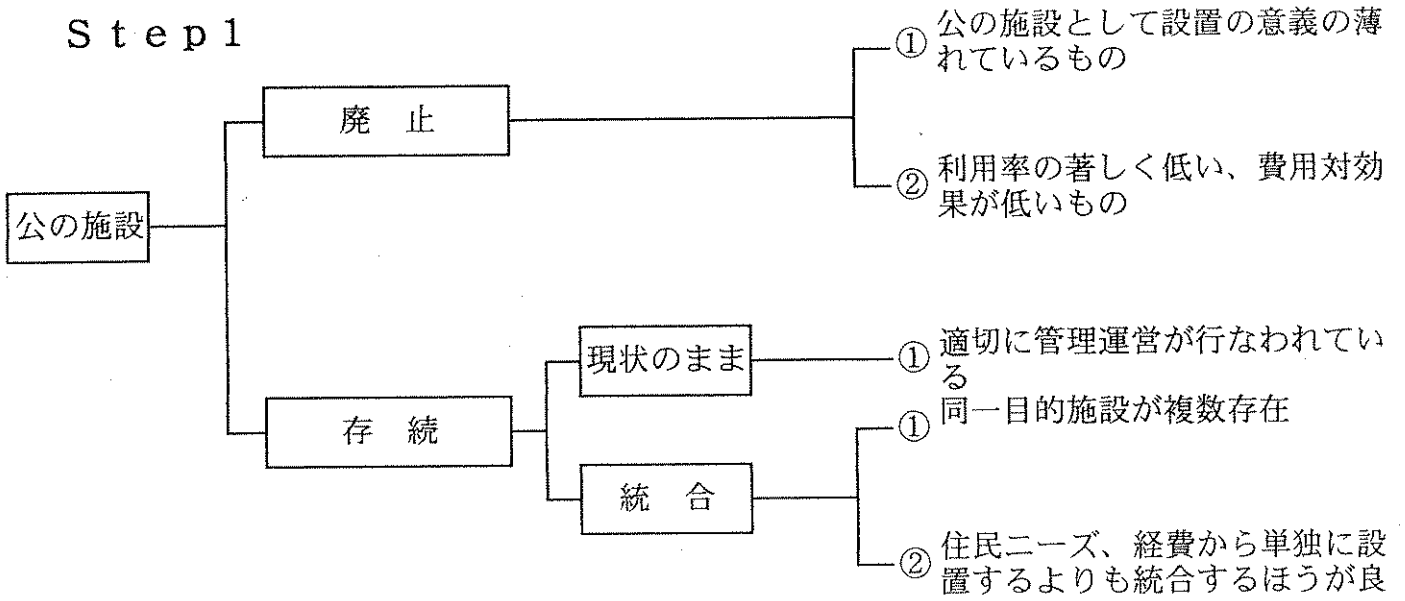 Ｓｔｅｐ1
① 公の施設として設置の意義の薄
れているもの
廃　止
② 利用率の著しく低い、費用対効
果が低いもの
公の施設
現状のまま
① 適切に管理運営が行なわれてい
る
① 同一目的施設が複数存在
存　続
統　合
② 住民ニーズ、経費から単独に設
置するよりも統合するほうが良